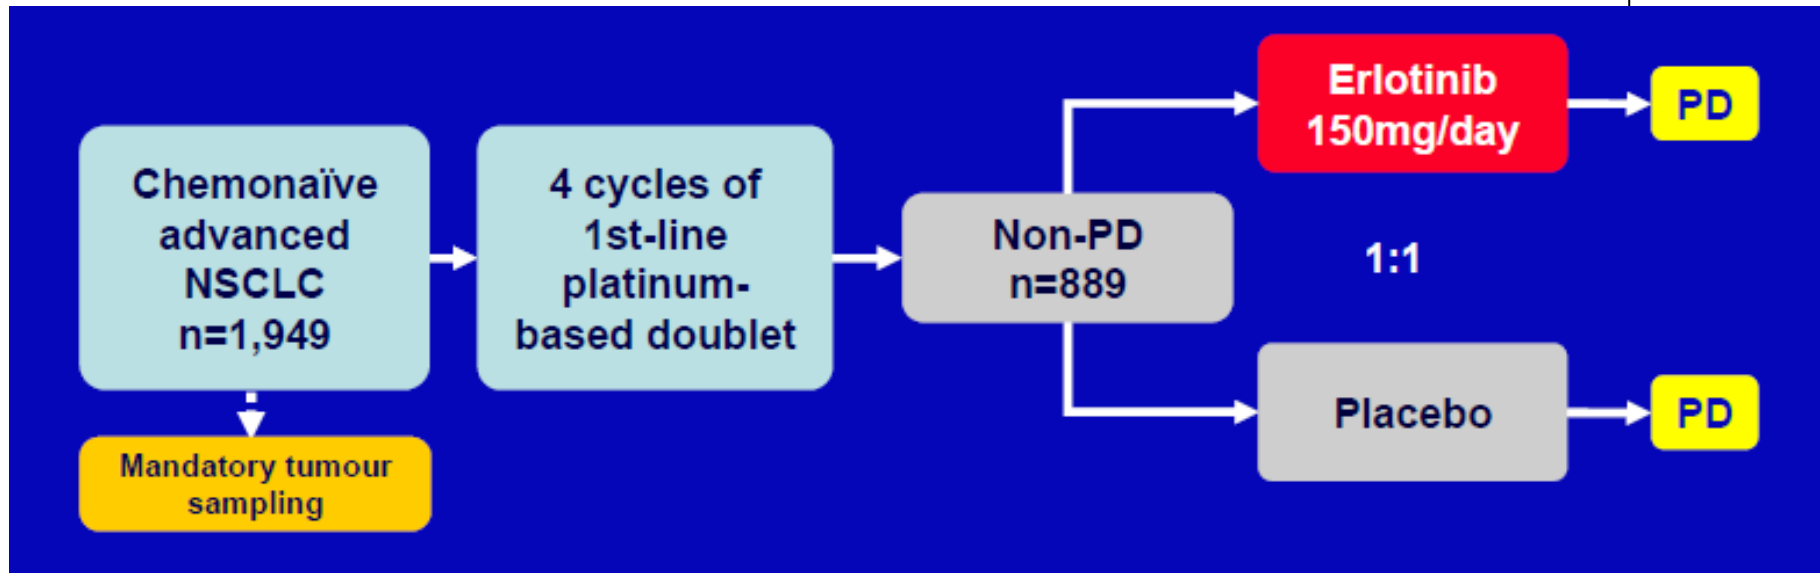 Chemonaïve
advanced
NSCLC
n=1,949
Mandatory tumour
sampling
4 cycles of
1st-line
platinum-
based doublet
Non-PD
n=889
Erlotinib
150mg/day
PD
1:1
Placebo
PD